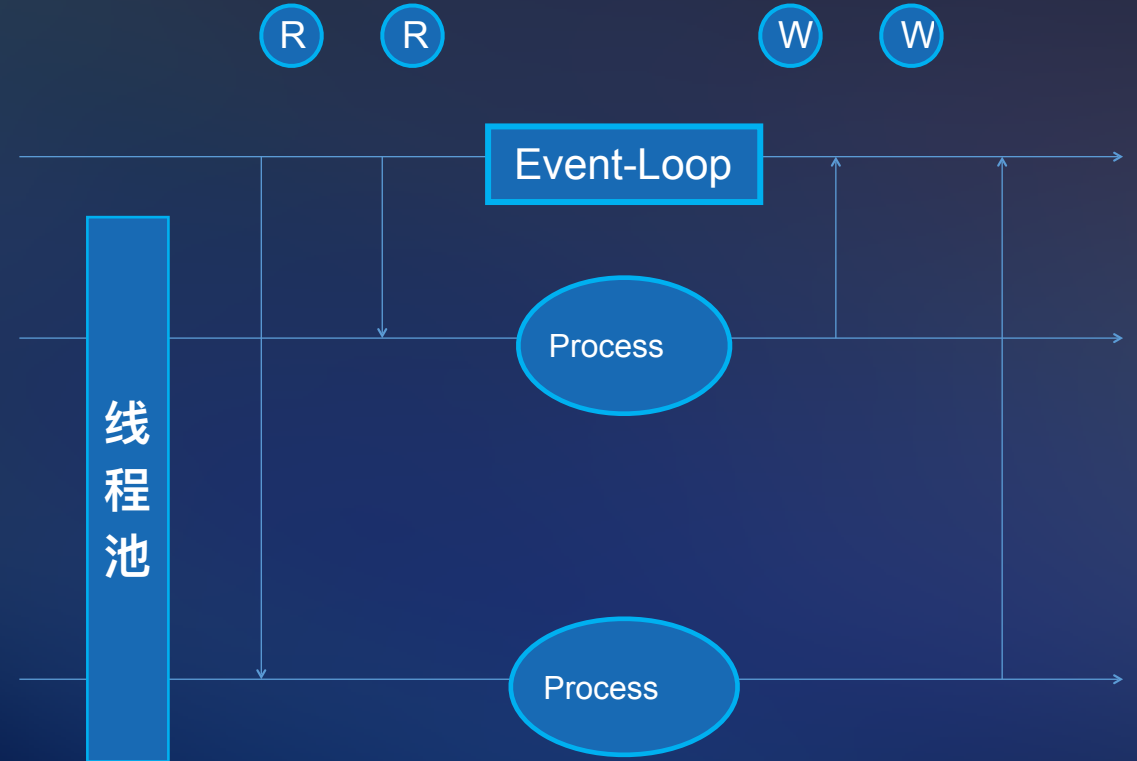 R R W W
Event-Loop
Process
线
程
池
Process